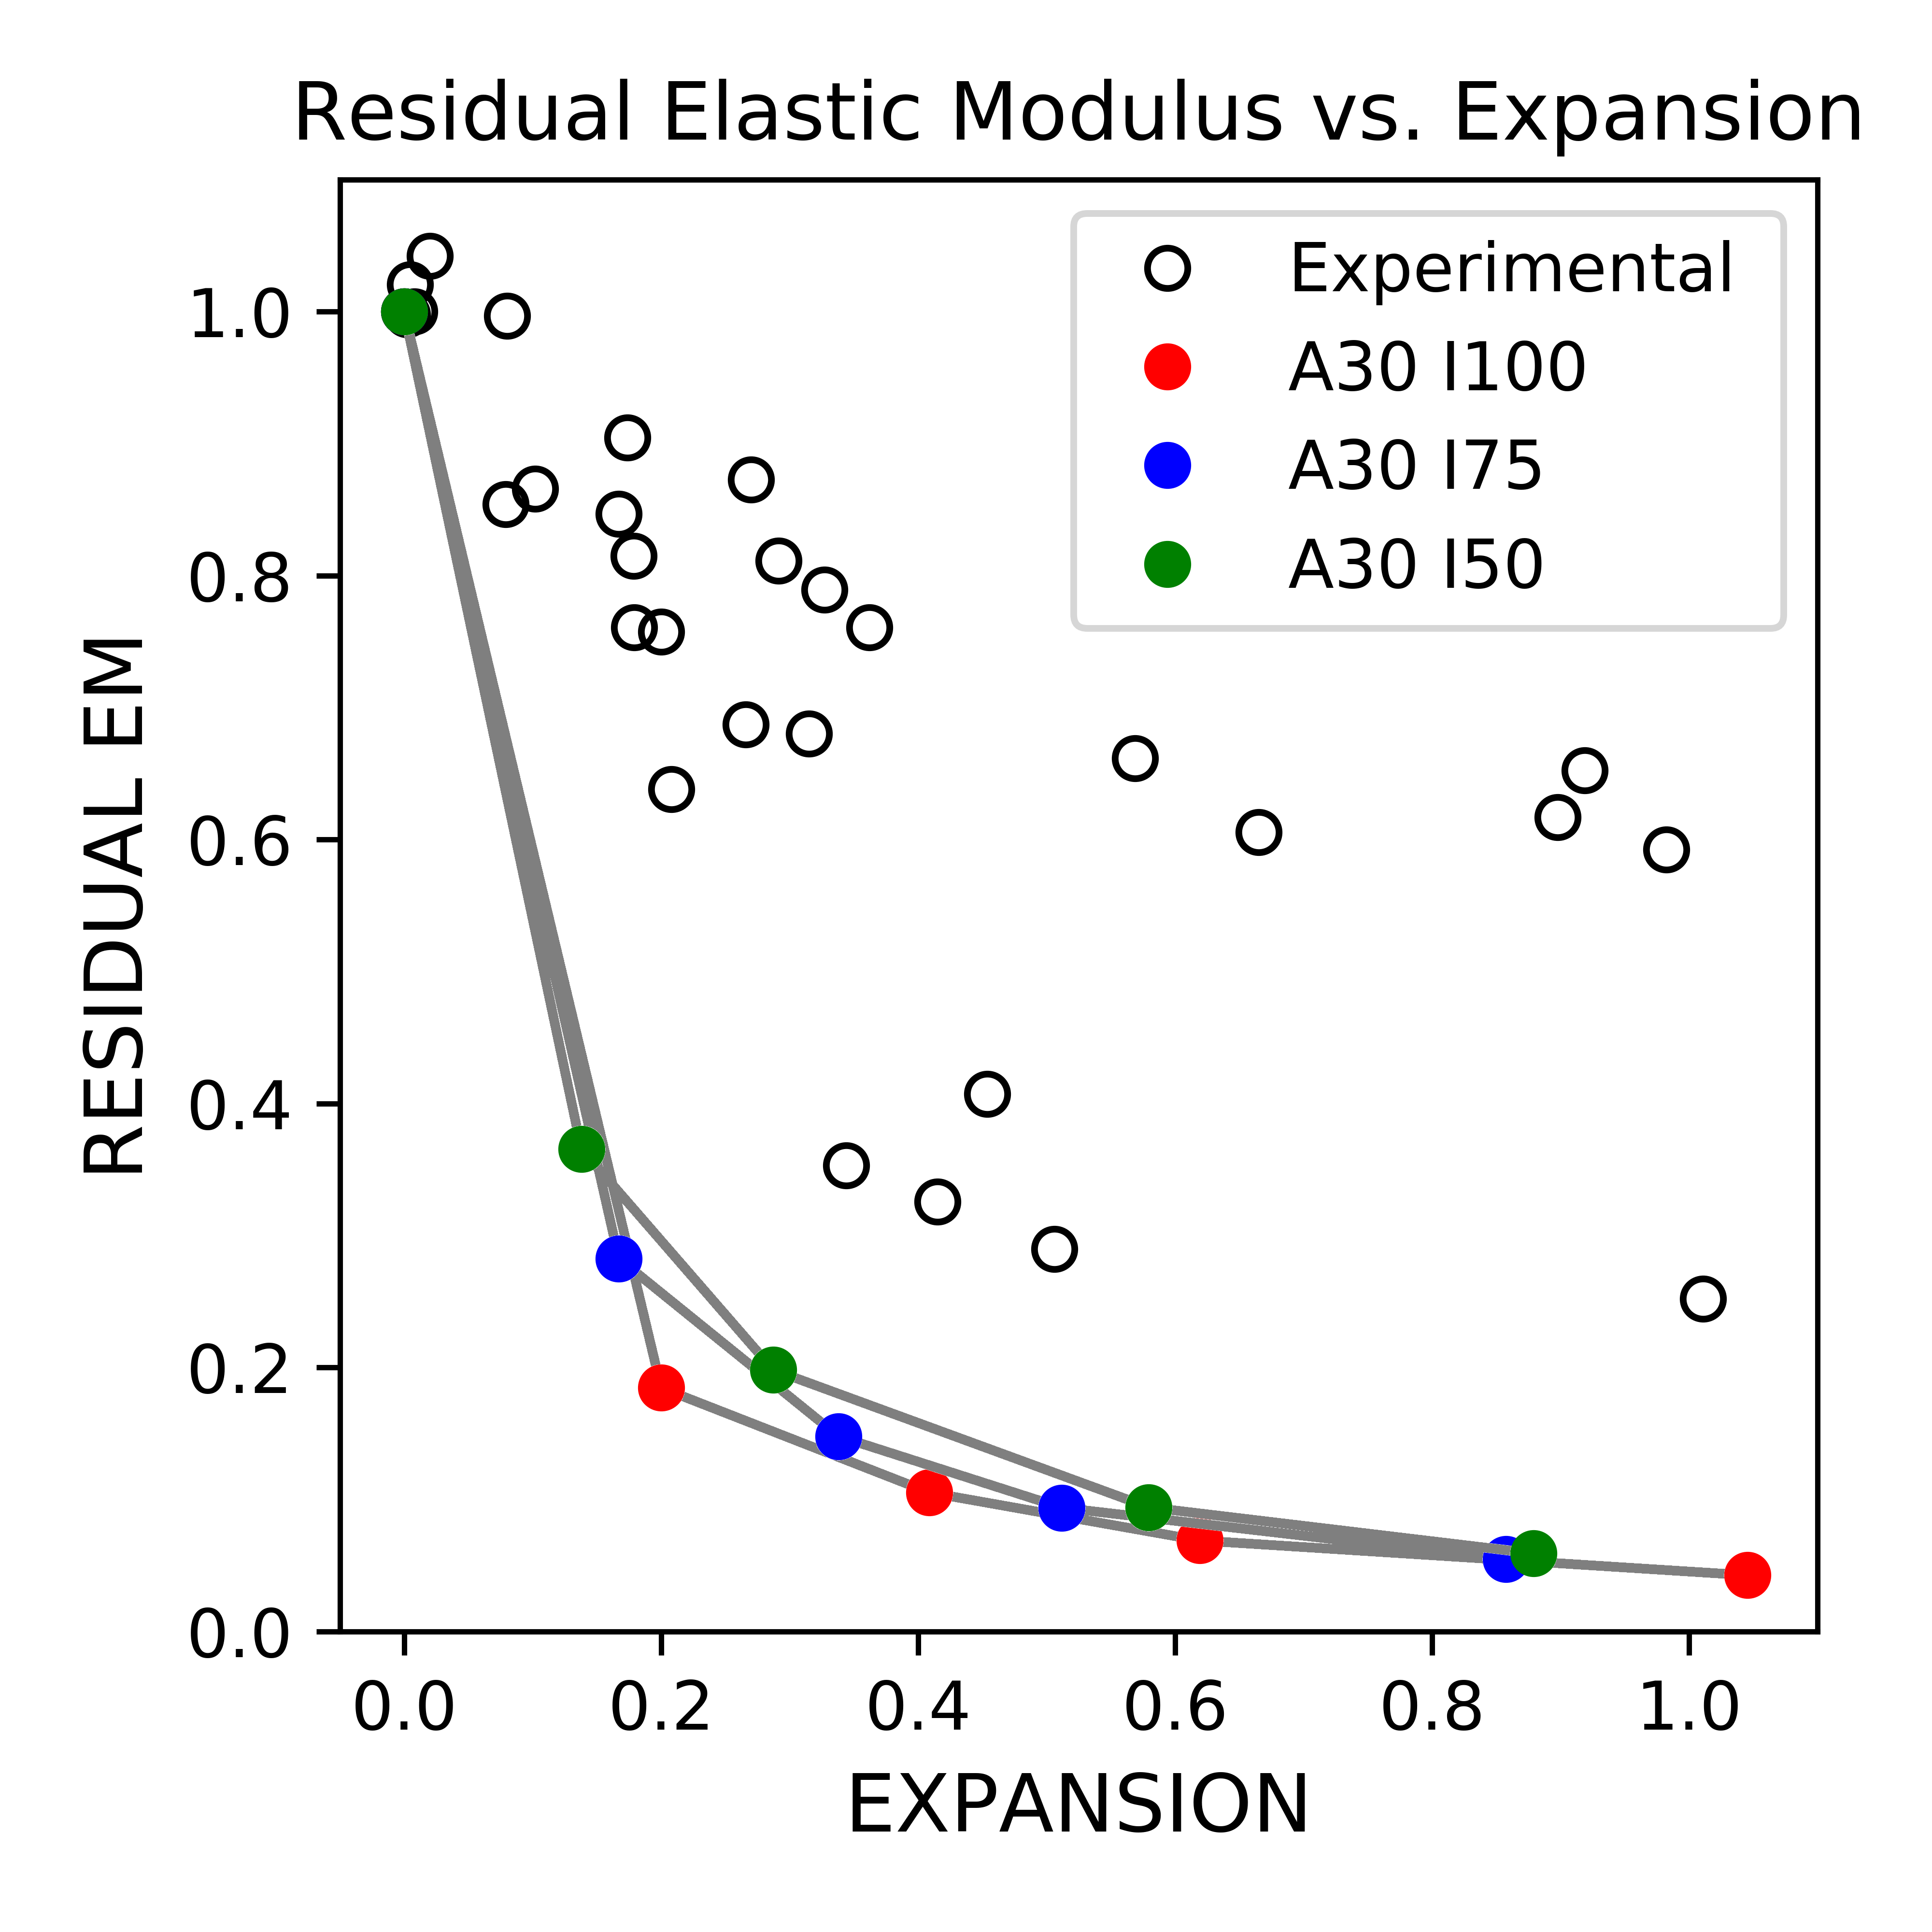 Residual Elastic Modulus vs. Expansion
Experimental
A30 I100
A30 I75
A30 I50
1.0
0.8
0.6
0.4
0.2
0.0
RESIDUAL EM
0.0 0.2 0.4 0.6 0.8 1.0
EXPANSION